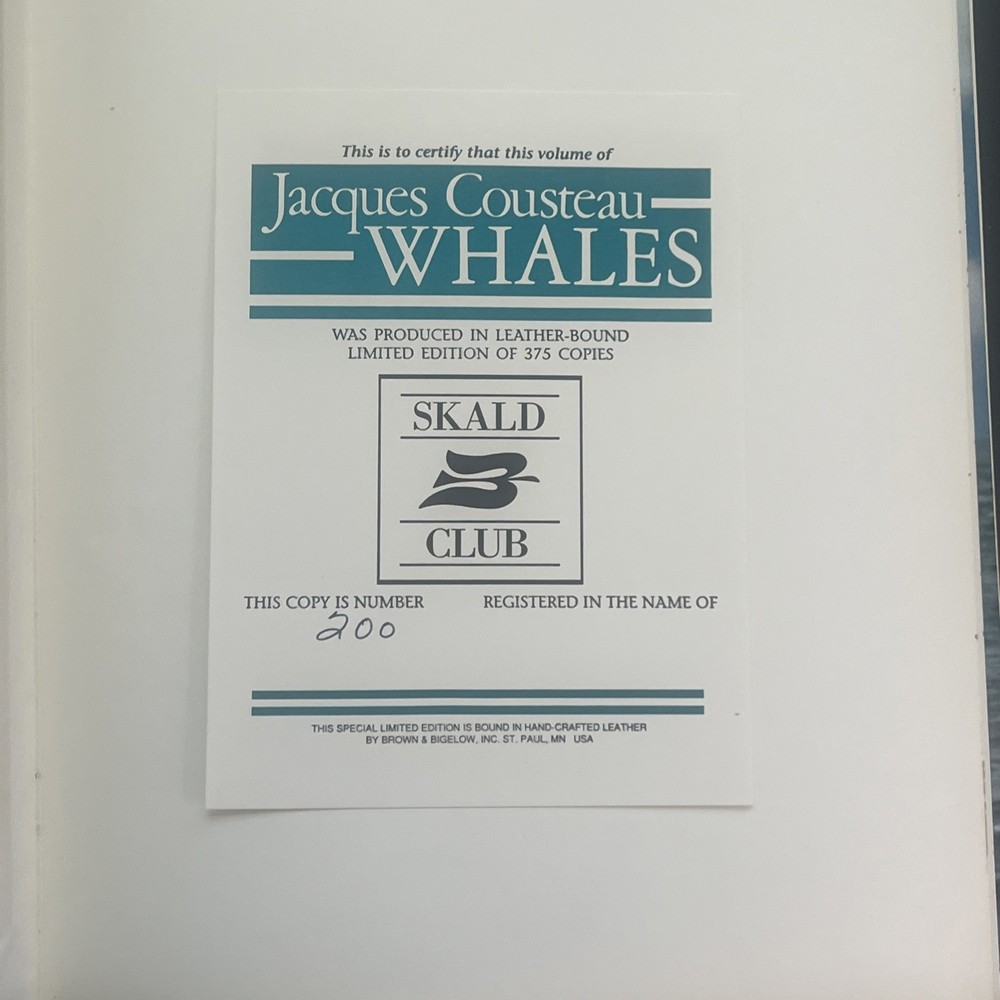 This is to certify that this volume of
Jacques Cousteau
WHALES
WAS PRODUCED IN LEATHER-BOUND
LIMITED EDITION OF 375 COPIES
SKALD
CLUB
THIS COPY IS NUMBER REGISTERED IN THE NAME OF
200
THIS SPECIAL LIMITED EDITION IS BOUND IN HAND-CRAFTED LEATHER
BY BROWN & BIGELOW, INC. ST. PAUL, MN USA